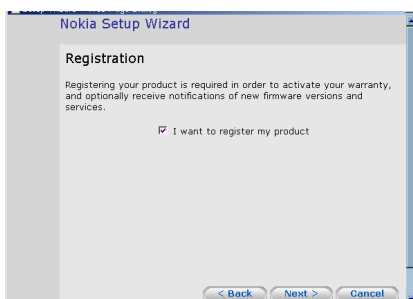 Nokia Setup Wizard
Registration
Registering your product is required in order to activate your warranty,
and optionally receive notifications of new firmware versions and
services.
I want to register my product
< Back Next > Cancel